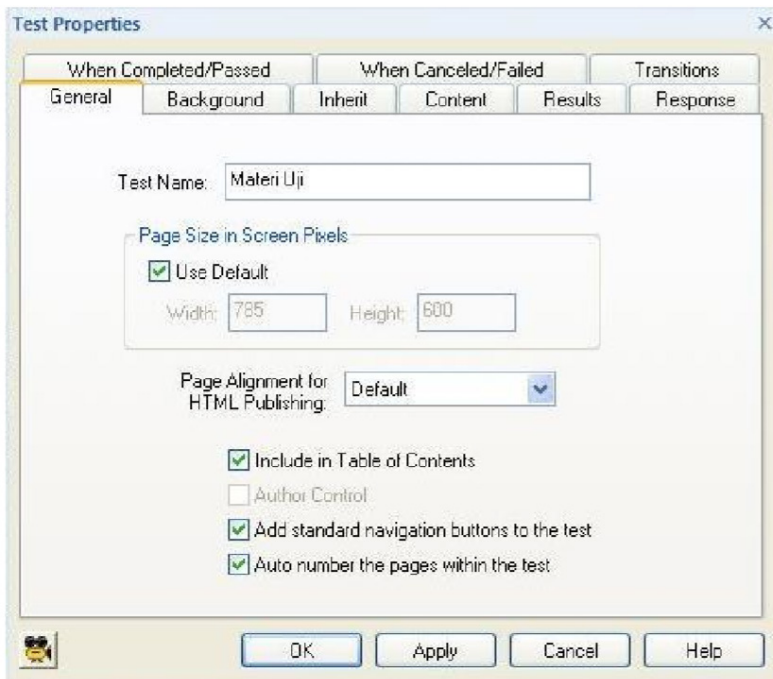 Test Properties
When Completed/Passed When Canceled/Failed Transitions
General Background Inherit Content Results Response
Test Name: Materi Uji
Page Size in Screen Pixels
Use Default
Width: 785 Height: 600
Page Alignment for
HTML Publishing: Default
Include in Table of Contents
Author Control
Add standard navigation buttons to the test
Auto number the pages within the test
OK Apply Cancel Help